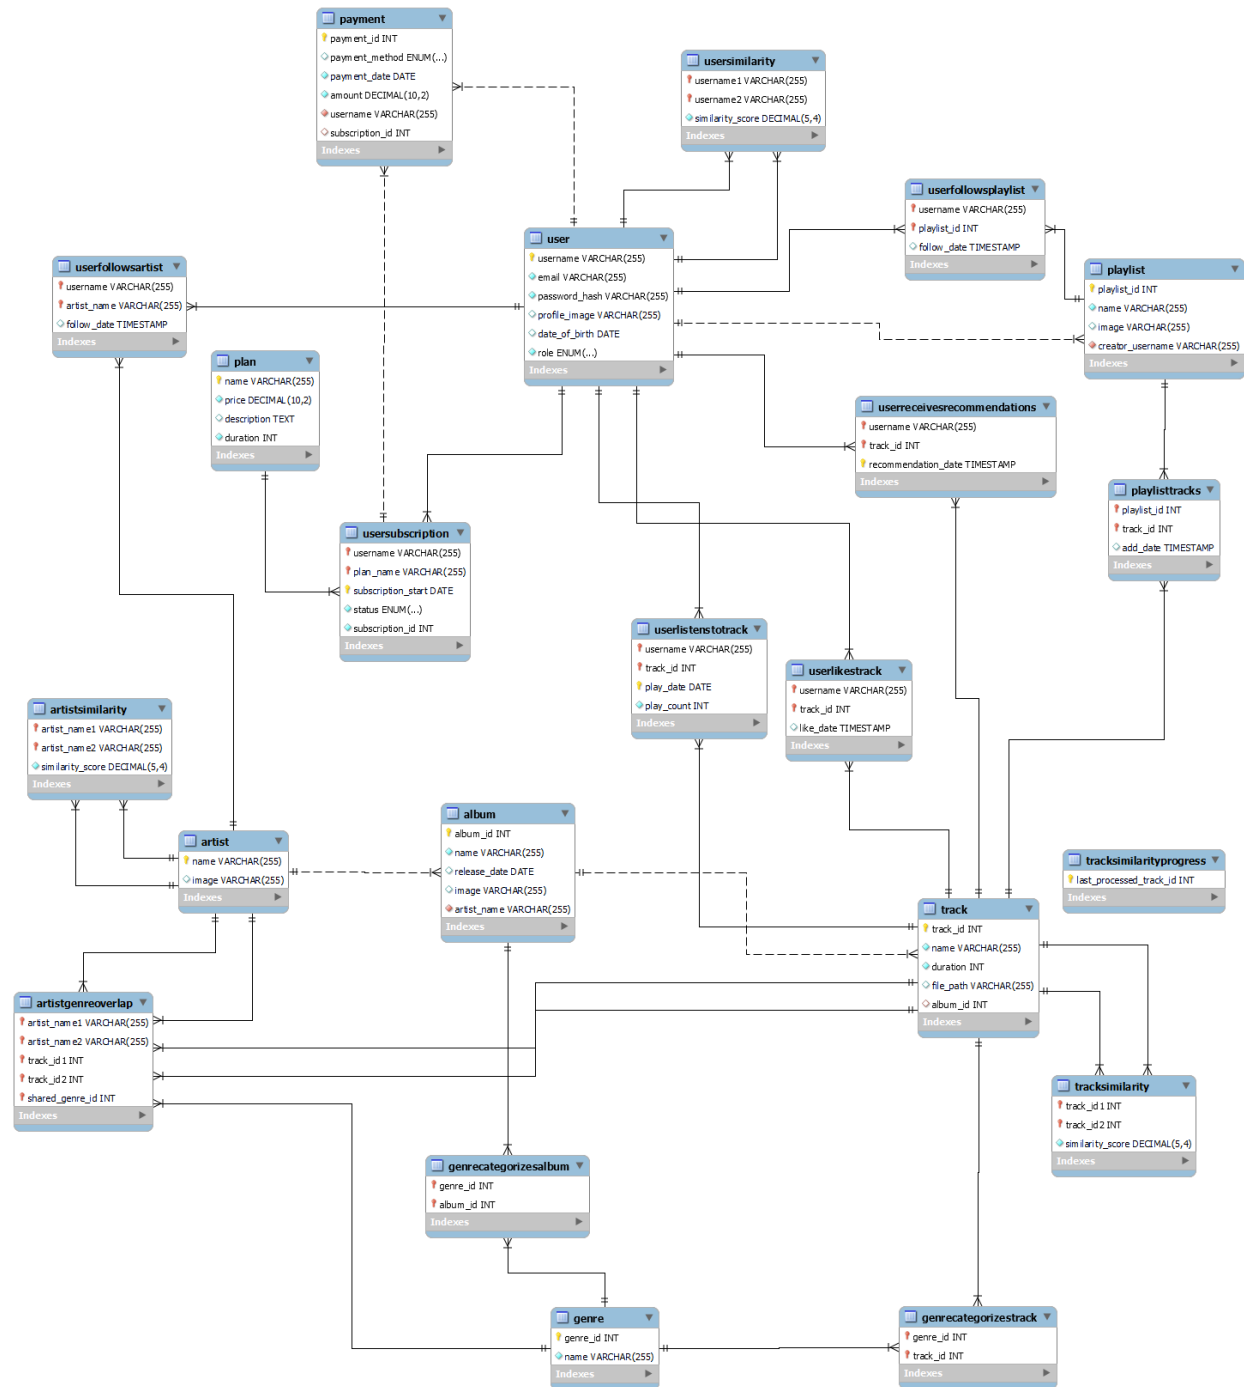 payment
payment_id INT
payment_method ENUM(...)
payment_date DATE
amount DECIMAL(10,2)
username VARCHAR(255)
subscription_id INT
Indexes
usersimilarity
username1 VARCHAR(255)
username2 VARCHAR(255)
similarity_score DECIMAL(5,4)
Indexes
userfollowsplaylist
username VARCHAR(255)
playlist_id INT
follow_date TIMESTAMP
Indexes
user
username VARCHAR(255)
email VARCHAR(255)
password_hash VARCHAR(255)
profile_image VARCHAR(255)
date_of_birth DATE
role ENUM(...)
Indexes
userfollowsartist
username VARCHAR(255)
artist_name VARCHAR(255)
follow_date TIMESTAMP
Indexes
playlist
playlist_id INT
name VARCHAR(255)
image VARCHAR(255)
creator_username VARCHAR(255)
Indexes
plan
name VARCHAR(255)
price DECIMAL(10,2)
description TEXT
duration INT
Indexes
userreceivesrecommendations
username VARCHAR(255)
track_id INT
recommendation_date TIMESTAMP
Indexes
playlisttracks
playlist_id INT
track_id INT
add_date TIMESTAMP
Indexes
usersubscription
username VARCHAR(255)
plan_name VARCHAR(255)
subscription_start DATE
status ENUM(...)
subscription_id INT
Indexes
userlistenstotrack
username VARCHAR(255)
track_id INT
play_date DATE
play_count INT
Indexes
userlikestrack
username VARCHAR(255)
track_id INT
like_date TIMESTAMP
Indexes
artistsimilarity
artist_name1 VARCHAR(255)
artist_name2 VARCHAR(255)
similarity_score DECIMAL(5,4)
Indexes
album
album_id INT
name VARCHAR(255)
release_date DATE
image VARCHAR(255)
artist_name VARCHAR(255)
Indexes
artist
name VARCHAR(255)
image VARCHAR(255)
Indexes
tracksimilarityprogress
last_processed_track_id INT
Indexes
track
track_id INT
name VARCHAR(255)
duration INT
file_path VARCHAR(255)
album_id INT
Indexes
artistgenreoverlap
artist_name1 VARCHAR(255)
artist_name2 VARCHAR(255)
track_id1 INT
track_id2 INT
shared_genre_id INT
Indexes
tracksimilarity
track_id1 INT
track_id2 INT
similarity_score DECIMAL(5,4)
Indexes
genrecategorizesalbum
genre_id INT
album_id INT
Indexes
genre
genre_id INT
name VARCHAR(255)
Indexes
genrecategorizestrack
genre_id INT
track_id INT
Indexes